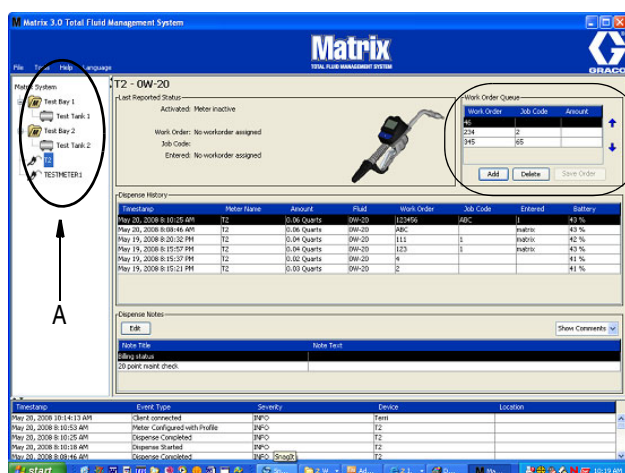 Matrix 3.0 Total Fluid Management System
Matrix
TOTAL FLUID MANAGEMENT SYSTEM
GRACO
File Tools Help Language
Matrix System
Test Bay 1
Test Tank 1
Test Bay 2
Test Tank 2
T2
TESTMETER1
A
T2 - 0W-20
Last Reported Status
Activated: Meter inactive
Work Order: No workorder assigned
Job Code:
Entered: No workorder assigned
Work Order Queue
Work Order Job Code Amount
46
234 2
345 65
Add Delete Save Order
Dispense History
Timestamp Meter Name Amount Fluid Work Order Job Code Entered Battery
May 20, 2008 8:10:25 AM T2 0.06 Quarts 0W-20 123456 ABC 1 43 %
May 20, 2008 8:08:46 AM T2 0.06 Quarts 0W-20 ABC matrix 43 %
May 19, 2008 8:20:32 PM T2 0.04 Quarts 0W-20 111 1 matrix 42 %
May 19, 2008 8:15:57 PM T2 0.04 Quarts 0W-20 123 1 matrix 43 %
May 19, 2008 8:15:37 PM T2 0.02 Quarts 0W-20 4 41 %
May 19, 2008 8:15:21 PM T2 0.03 Quarts 0W-20 2 41 %
Dispense Notes
Edit Show Comments
Note Title Note Text
Billing status
20 point maint check
Timestamp Event Type Severity Device Location
May 20, 2008 10:14:13 AM Client connected INFO Terri
May 20, 2008 8:10:53 AM Meter Configured with Profile INFO T2
May 20, 2008 8:10:25 AM Dispense Completed INFO T2
May 20, 2008 8:10:18 AM Dispense Started INFO T2
May 20, 2008 8:08:46 AM Dispense Completed INFO T2
SnagIt
start
10:19 AM